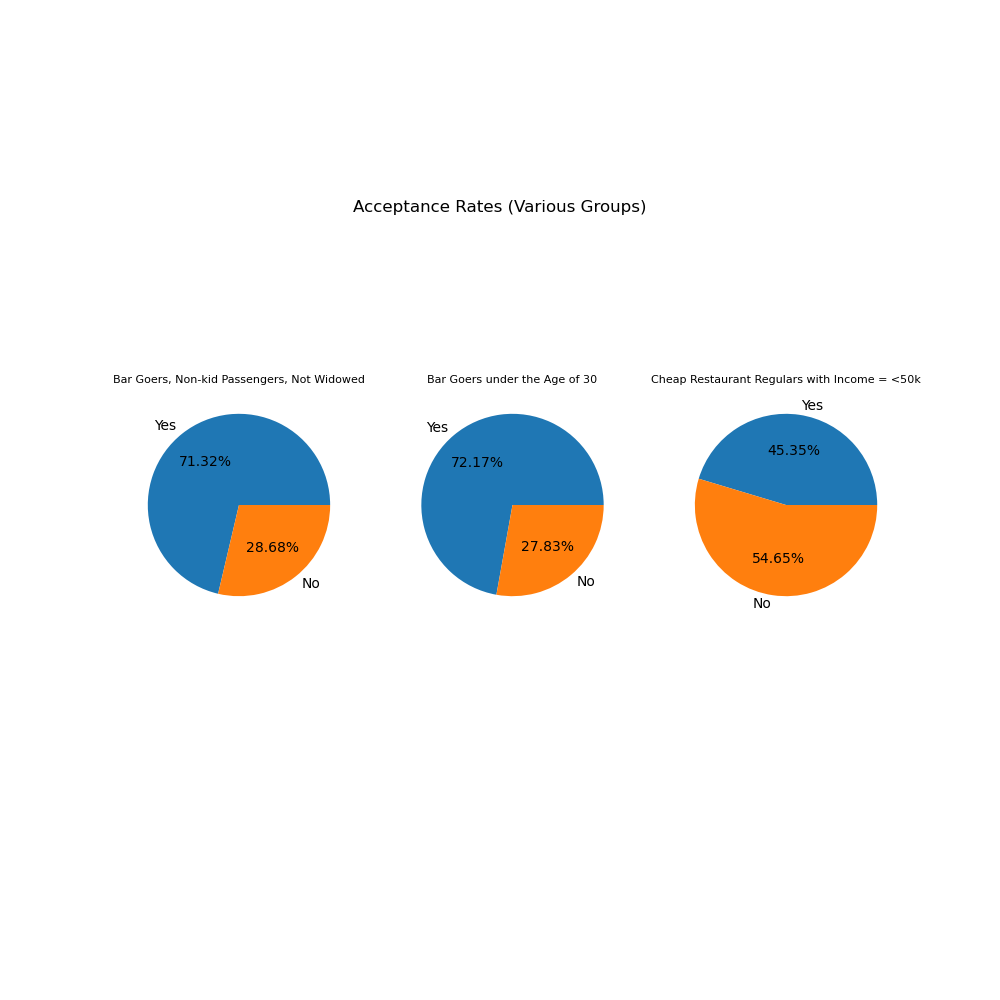 Acceptance Rates (Various Groups)
Bar Goers, Non-kid Passengers, Not Widowed
Yes
71.32%
28.68%
No
Bar Goers under the Age of 30
Yes
72.17%
27.83%
No
Cheap Restaurant Regulars with Income = <50k
Yes
45.35%
54.65%
No